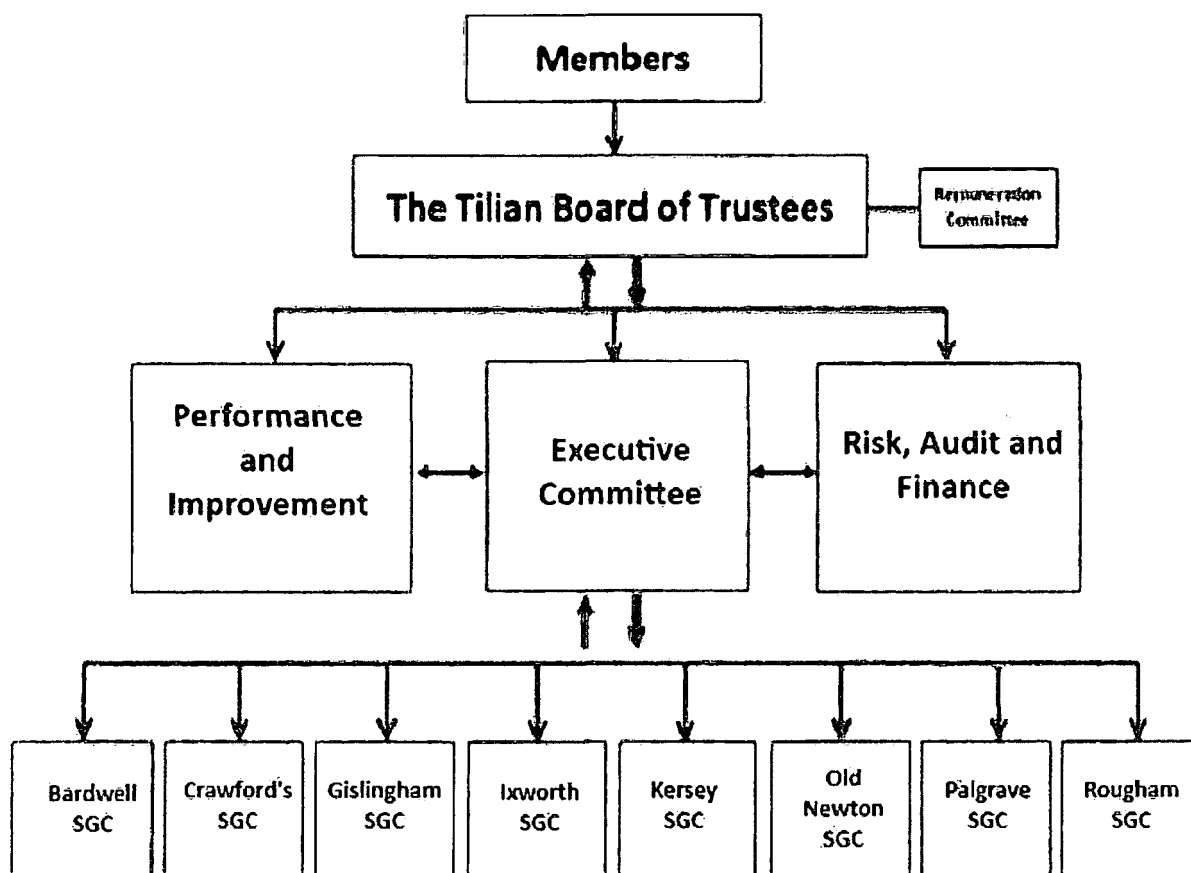 Members
The Tilian Board of Trustees
Remuneration
Committee
Performance
and
Improvement
Executive
Committee
Risk, Audit and
Finance
Bardwell
SGC
Crawford's
SGC
Gislingham
SGC
Ixworth
SGC
Kersey
SGC
Old
Newton
SGC
Palgrave
SGC
Rougham
SGC